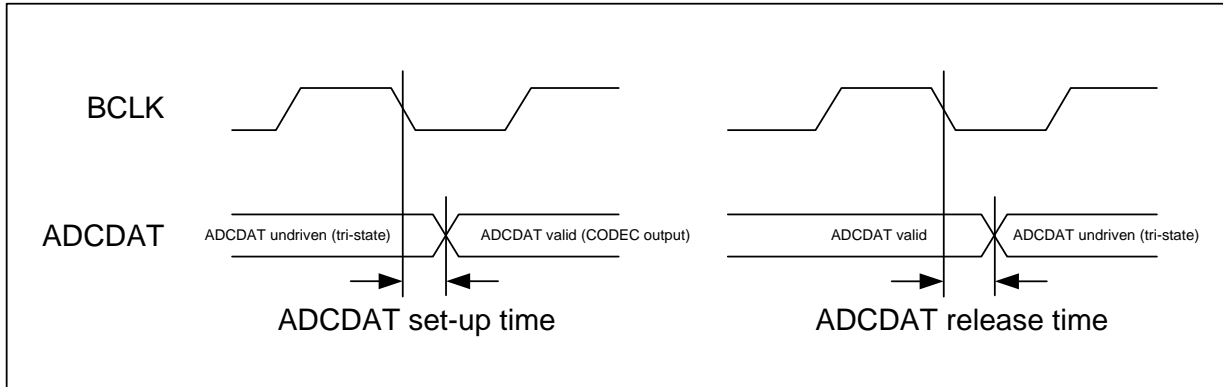 BCLK
ADCDAT
ADCDAT undriven (tri-state)
ADCDAT valid (CODEC output)
ADCDAT set-up time
ADCDAT valid
ADCDAT undriven (tri-state)
ADCDAT release time